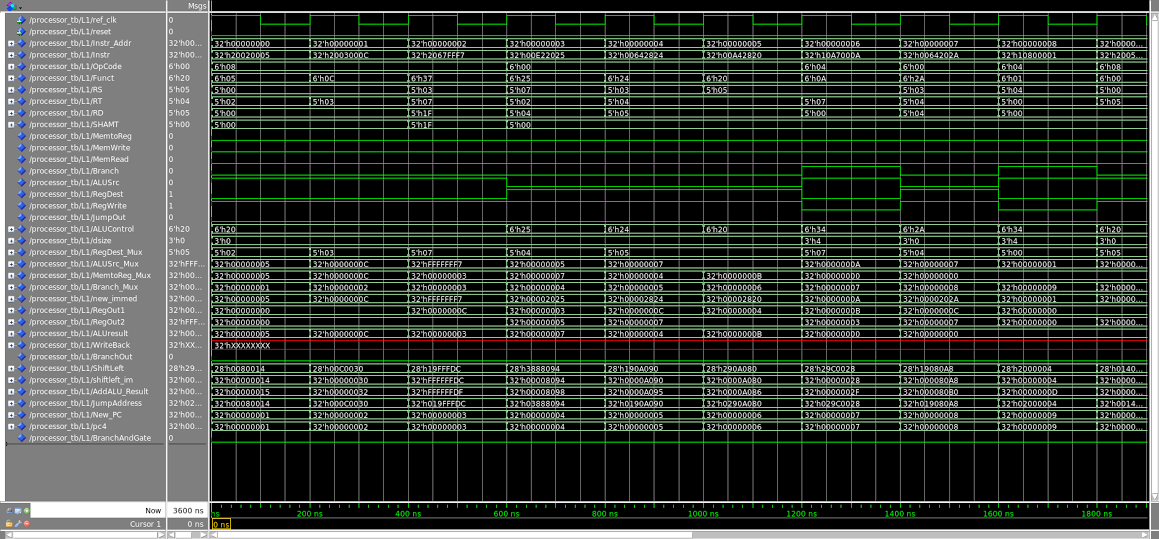 Msgs
/processor_tb/L1/ref_clk 0
/processor_tb/L1/reset 0
/processor_tb/L1/Instr_Addr 32'h00... 32'h00000000 32'h00000001 32'h00000002 32'h00000003 32'h00000004 32'h00000005 32'h00000006 32'h00000007 32'h00000008 32'h0000...
/processor_tb/L1/Instr 32'h00... 32'h20020005 32'h2003000C 32'h2067FFF7 32'h00E22025 32'h00642824 32'h00A42820 32'h10A7000A 32'h0064202A 32'h10800001 32'h2005...
/processor_tb/L1/OpCode 6'h00 6'h08 6'h00 6'h04 6'h00 6'h04 6'h08
/processor_tb/L1/Funct 6'h20 6'h05 6'h0C 6'h37 6'h25 6'h24 6'h20 6'h0A 6'h2A 6'h01 6'h00
/processor_tb/L1/RS 5'h05 5'h00 5'h03 5'h07 5'h03 5'h05 5'h03 5'h04 5'h00
/processor_tb/L1/RT 5'h04 5'h02 5'h03 5'h07 5'h02 5'h04 5'h07 5'h04 5'h00 5'h05
/processor_tb/L1/RD 5'h05 5'h00 5'h1F 5'h04 5'h05 5'h00 5'h04 5'h00
/processor_tb/L1/SHAMT 5'h00 5'h00 5'h1F 5'h00
/processor_tb/L1/MemtoReg 0
/processor_tb/L1/MemWrite 0
/processor_tb/L1/MemRead 0
/processor_tb/L1/Branch 0
/processor_tb/L1/ALUSrc 0
/processor_tb/L1/RegDest 1
/processor_tb/L1/RegWrite 1
/processor_tb/L1/JumpOut 0
/processor_tb/L1/ALUControl 6'h20 6'h20 6'h25 6'h24 6'h20 6'h34 6'h2A 6'h34 6'h20
/processor_tb/L1/dsize 3'h0 3'h0 3'h4 3'h0 3'h4 3'h0
/processor_tb/L1/RegDest_Mux 5'h05 5'h02 5'h03 5'h07 5'h04 5'h05 5'h07 5'h04 5'h00 5'h05
/processor_tb/L1/ALUSrc_Mux 32'hFFF... 32'h00000005 32'h0000000C 32'hFFFFFFF7 32'h00000005 32'h00000007 32'h0000000A 32'h00000007 32'h00000001 32'h0000...
/processor_tb/L1/MemtoReg_Mux 32'h00... 32'h00000005 32'h0000000C 32'h00000003 32'h00000007 32'h00000004 32'h0000000B 32'h00000000 32'h00000000
/processor_tb/L1/Branch_Mux 32'h00... 32'h00000001 32'h00000002 32'h00000003 32'h00000004 32'h00000005 32'h00000006 32'h00000007 32'h00000008 32'h00000009 32'h0000...
/processor_tb/L1/new_immed 32'h00... 32'h00000005 32'h0000000C 32'hFFFFFFF7 32'h00002025 32'h00002824 32'h00002820 32'h0000000A 32'h0000202A 32'h00000001 32'h0000...
/processor_tb/L1/RegOut1 32'h00... 32'h00000000 32'h0000000C 32'h00000003 32'h0000000C 32'h00000004 32'h0000000B 32'h0000000C 32'h00000000
/processor_tb/L1/RegOut2 32'hFFF... 32'h00000000 32'h00000005 32'h00000007 32'h00000003 32'h00000007 32'h00000000 32'h0000...
/processor_tb/L1/ALUresult 32'h00... 32'h00000005 32'h0000000C 32'h00000003 32'h00000007 32'h00000004 32'h0000000B 32'h00000000 32'h00000000
/processor_tb/L1/WriteBack 32'hXX... 32'hXXXXXXXX
/processor_tb/L1/BranchOut 0
/processor_tb/L1/ShiftLeft 28'h29... 28'h0080014 28'h00C0030 28'h19FFFDC 28'h3888094 28'h190A090 28'h290A080 28'h29C0028 28'h19080A8 28'h2000004 28'h0140...
/processor_tb/L1/shiftleft_im 32'h00... 32'h00000014 32'h00000030 32'hFFFFFFDC 32'h00008094 32'h0000A090 32'h0000A080 32'h00000028 32'h000080A8 32'h00000004 32'h0000...
/processor_tb/L1/AddALU_Result 32'h00... 32'h00000015 32'h00000032 32'hFFFFFFDF 32'h00008098 32'h0000A095 32'h0000A086 32'h0000002F 32'h000080B0 32'h0000000D 32'h0000...
/processor_tb/L1/JumpAddress 32'h02... 32'h00080014 32'h000C0030 32'h019FFFDC 32'h03888094 32'h0190A090 32'h0290A080 32'h029C0028 32'h019080A8 32'h02000004 32'h0014...
/processor_tb/L1/New_PC 32'h00... 32'h00000001 32'h00000002 32'h00000003 32'h00000004 32'h00000005 32'h00000006 32'h00000007 32'h00000008 32'h00000009 32'h0000...
/processor_tb/L1/pc4 32'h00... 32'h00000001 32'h00000002 32'h00000003 32'h00000004 32'h00000005 32'h00000006 32'h00000007 32'h00000008 32'h00000009 32'h0000...
/processor_tb/L1/BranchAndGate 0
Now 3600 ns ns 200 ns 400 ns 600 ns 800 ns 1000 ns 1200 ns 1400 ns 1600 ns 1800 ns
Cursor 1 0 ns 0 ns